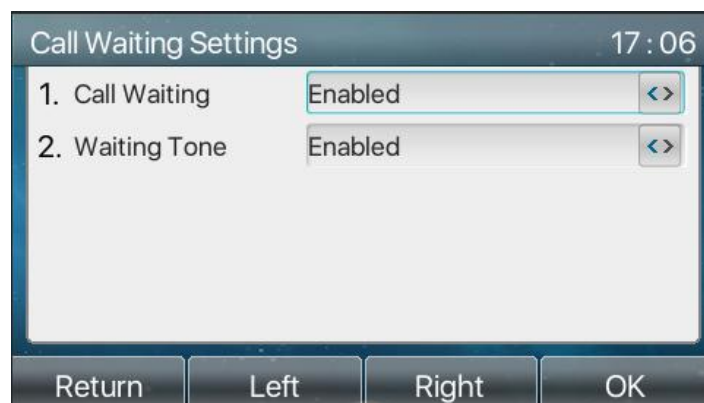 Call Waiting Settings 17:06
1. Call Waiting Enabled <>
2. Waiting Tone Enabled <>
Return Left Right OK